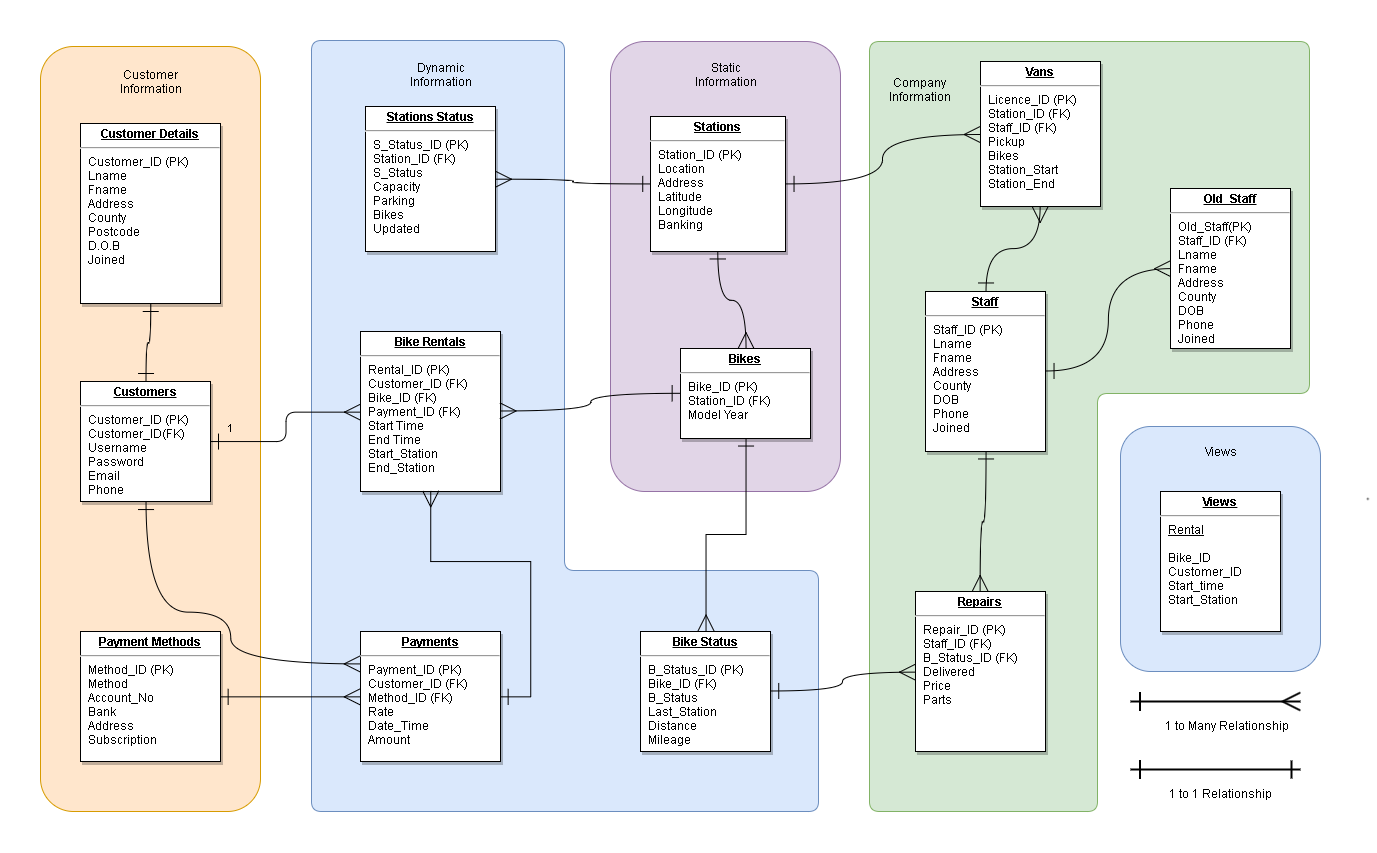 Customer
Information
Customer Details
Customer_ID (PK)
Lname
Fname
Address
County
Postcode
D.O.B
Joined
Customers
Customer_ID (PK)
Customer_ID(FK)
Username
Password
Email
Phone
1
Payment Methods
Method_ID (PK)
Method
Account_No
Bank
Address
Subscription
Dynamic
Information
Stations Status
S_Status_ID (PK)
Station_ID (FK)
S_Status
Capacity
Parking
Bikes
Updated
Bike Rentals
Rental_ID (PK)
Customer_ID (FK)
Bike_ID (FK)
Payment_ID (FK)
Start Time
End Time
Start_Station
End_Station
Payments
Payment_ID (PK)
Customer_ID (FK)
Method_ID (FK)
Rate
Date_Time
Amount
Static
Information
Stations
Station_ID (PK)
Location
Address
Latitude
Longitude
Banking
Bikes
Bike_ID (PK)
Station_ID (FK)
Model Year
Bike Status
B_Status_ID (PK)
Bike_ID (FK)
B_Status
Last_Station
Distance
Mileage
Company
Information
Vans
Licence_ID (PK)
Station_ID (FK)
Staff_ID (FK)
Pickup
Bikes
Station_Start
Station_End
Old_Staff
Old_Staff(PK)
Staff_ID (FK)
Lname
Fname
Address
County
DOB
Phone
Joined
Staff
Staff_ID (PK)
Lname
Fname
Address
County
DOB
Phone
Joined
Repairs
Repair_ID (PK)
Staff_ID (FK)
B_Status_ID (FK)
Delivered
Price
Parts
Views
Views
Rental
Bike_ID
Customer_ID
Start_time
Start_Station
1 to Many Relationship
1 to 1 Relationship